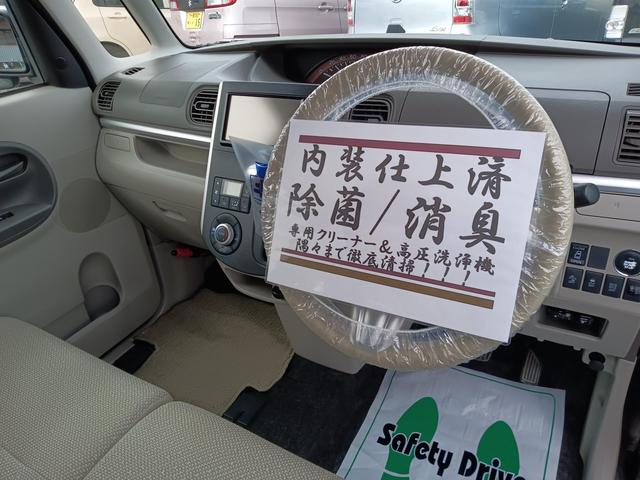 内装仕上済
除菌/消臭
専用クリーナー&高圧洗浄機
隅々まで徹底清掃！！！
Safety Drive